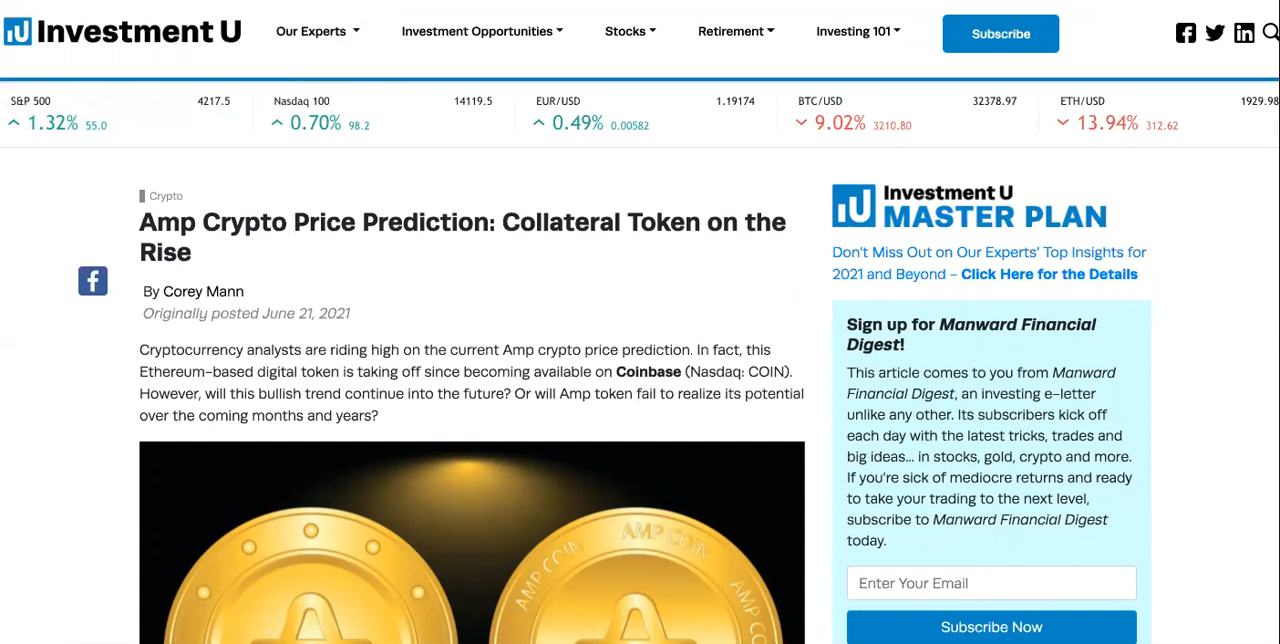 Investment U
Our Experts
Investment Opportunities
Stocks
Retirement
Investing 101
Subscribe
S&P 500 4217.5
1.32% 55.0
Nasdaq 100 14119.5
0.70% 98.2
EUR/USD 1.19174
0.49% 0.00582
BTC/USD 32378.97
9.02% 3210.80
ETH/USD 1929.98
13.94% 312.62
Crypto
Amp Crypto Price Prediction: Collateral Token on the
Rise
By Corey Mann
Originally posted June 21, 2021
Cryptocurrency analysts are riding high on the current Amp crypto price prediction. In fact, this
Ethereum-based digital token is taking off since becoming available on Coinbase (Nasdaq: COIN).
However, will this bullish trend continue into the future? Or will Amp token fail to realize its potential
over the coming months and years?
AMP COIN
AMP COIN
AMP CO
Investment U
MASTER PLAN
Don't Miss Out on Our Experts' Top Insights for
2021 and Beyond - Click Here for the Details
Sign up for Manward Financial
Digest!
This article comes to you from Manward
Financial Digest, an investing e-letter
unlike any other. Its subscribers kick off
each day with the latest tricks, trades and
big ideas... in stocks, gold, crypto and more.
If you're sick of mediocre returns and ready
to take your trading to the next level,
subscribe to Manward Financial Digest
today.
Enter Your Email
Subscribe Now